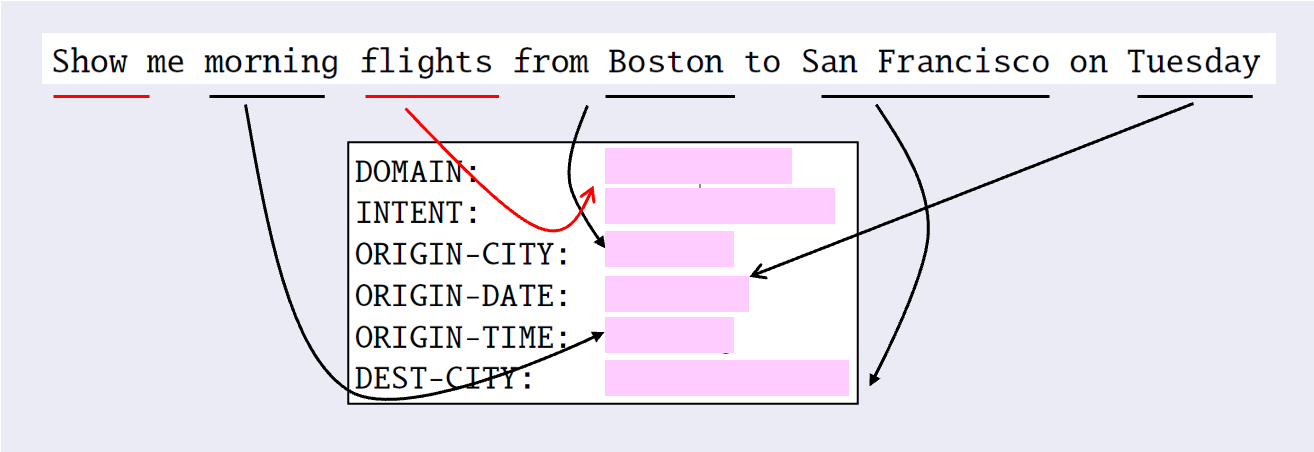 Show me morning flights from Boston to San Francisco on Tuesday
DOMAIN:
INTENT:
ORIGIN-CITY:
ORIGIN-DATE:
ORIGIN-TIME:
DEST-CITY: